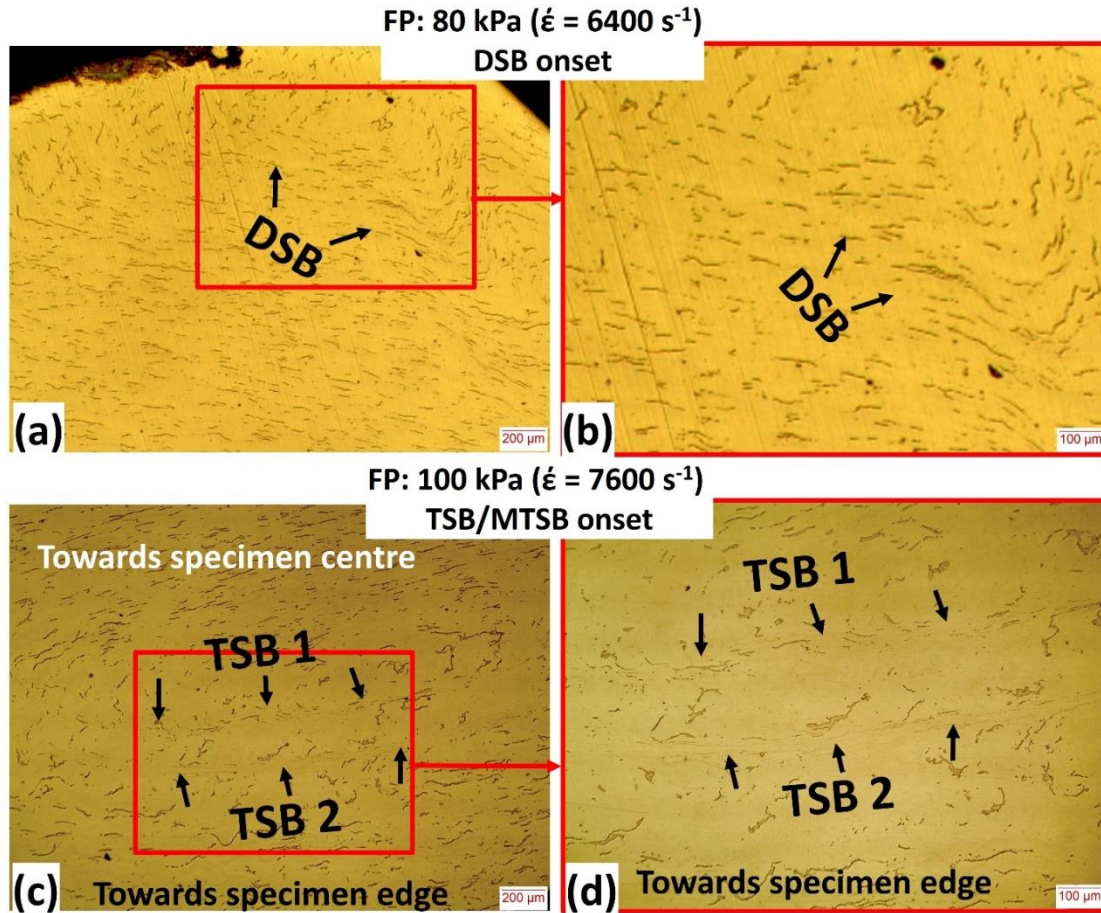 FP: 80 kPa (έ = 6400 s⁻¹)
DSB onset
DSB
(a)
200 µm
DSB
(b)
100 µm
FP: 100 kPa (έ = 7600 s⁻¹)
TSB/MTSB onset
Towards specimen centre
TSB 1
TSB 2
(c)
Towards specimen edge
200 µm
TSB 1
TSB 2
(d)
Towards specimen edge
100 µm